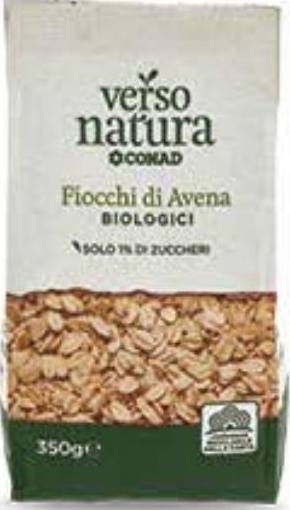 verso
natura
CONAD
Fiocchi di Avena
BIOLOGICI
SOLO 1% DI ZUCCHERI
350g